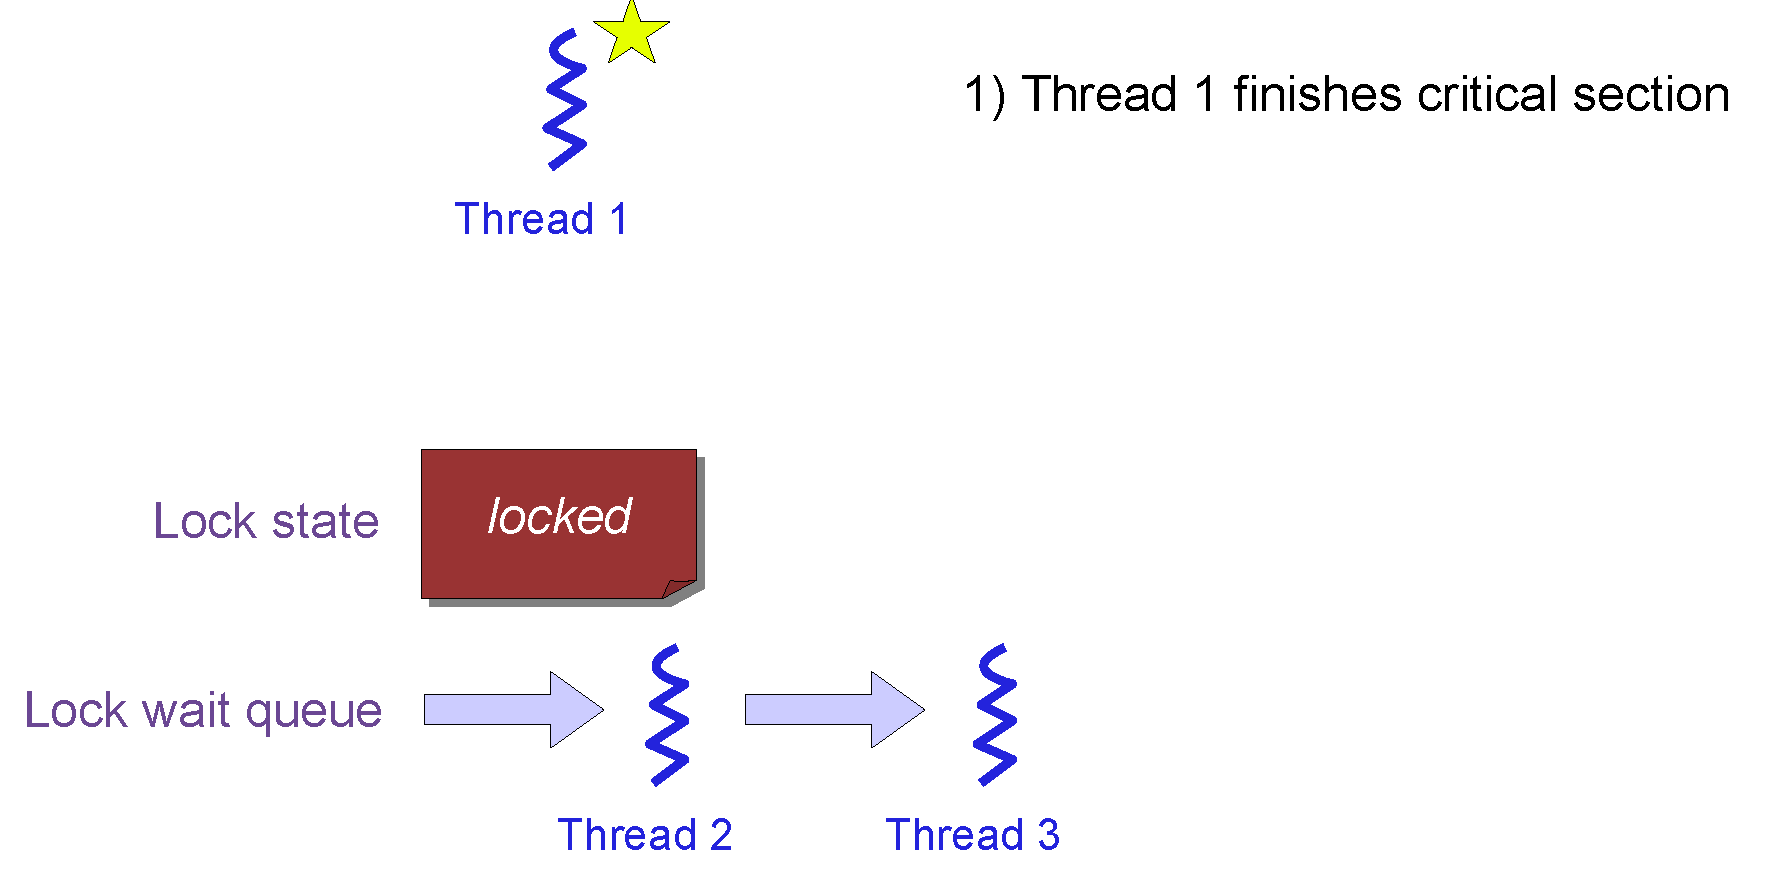 1) Thread 1 finishes critical section
Thread 1
Lock state
locked
Lock wait queue
Thread 2
Thread 3